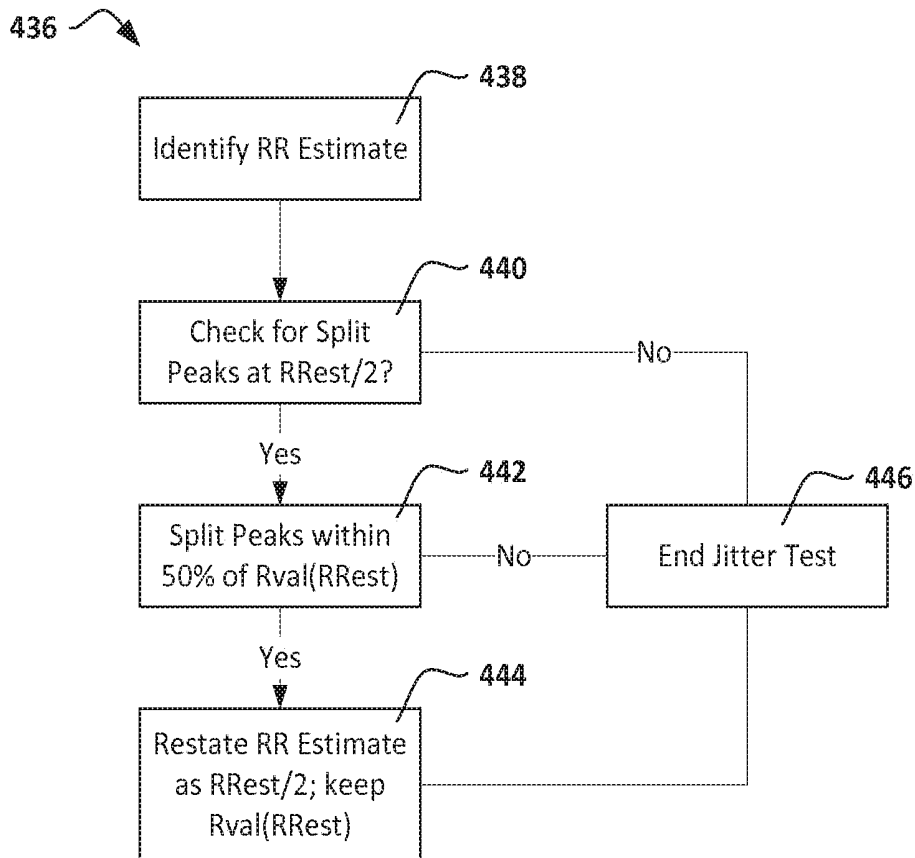 436
438
Identify RR Estimate
440
Check for Split
Peaks at RRest/2?
No
Yes
442
446
Split Peaks within
50% of Rval(RRest)
No
End Jitter Test
Yes
444
Restate RR Estimate
as RRest/2; keep
Rval(RRest)